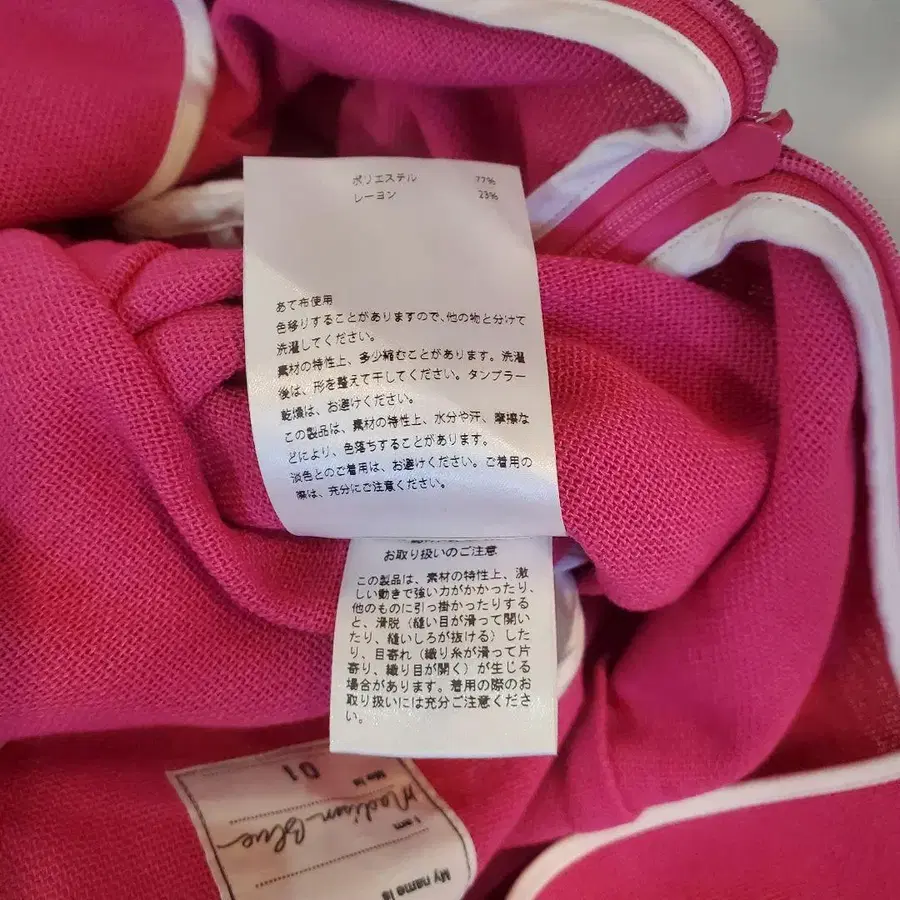 ポリエステル 77%
レーヨン 23%
あて布使用
色移りすることがありますので、他の物と分けて
洗濯してください。
素材の特性上、多少縮むことがあります。洗濯
後は、形を整えて干してください。タンブラー
乾燥は、お避けください。
この製品は、素材の特性上、水分や汗、摩擦な
どにより、色落ちすることがあります。
淡色とのご着用は、お避けください。ご着用の
際は、充分にご注意ください。
お取り扱いのご注意
この製品は、素材の特性上、激
しい動きで強い力がかかったり、
他のものに引っ掛かったりする
と、滑脱（縫い目が滑って開い
たり、縫いしろが抜ける）した
り、目寄れ（織り糸が滑って片
寄り、織り目が開く）が生じる
場合があります。着用の際のお
取り扱いには充分ご注意くださ
い。
My name is
I am Madison Blue
Me is 01